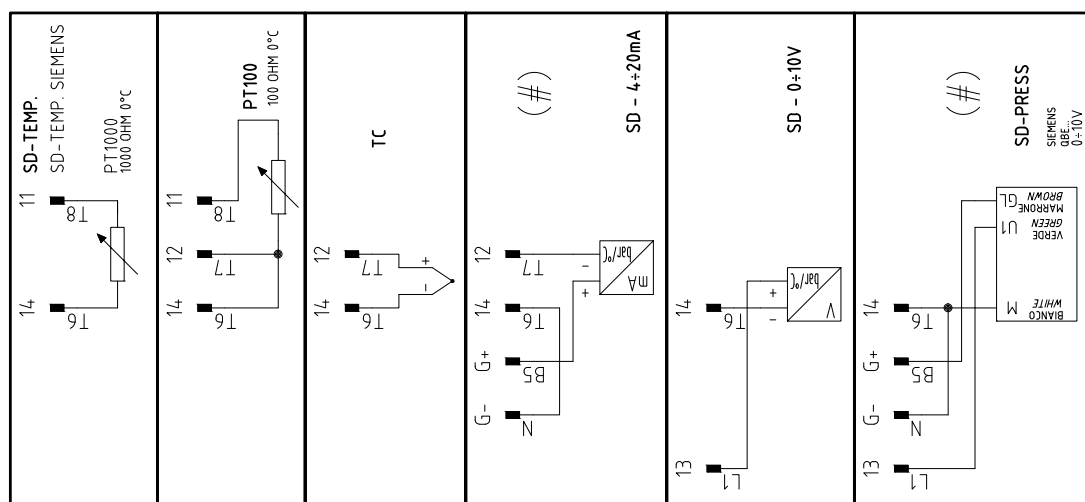 SD-TEMP.
SD-TEMP. SIEMENS
PT1000
1000 OHM 0°C
11
T8
14
T6
PT100
100 OHM 0°C
11
T8
12
T7
14
T6
TC
12
T7
14
T6
+
-
(#)
SD - 4÷20mA
12
T7
14
T6
G+
B5
G-
N
-
+
bar/°C
mA
SD - 0÷10V
14
T6
13
L1
+
-
bar/°C
V
(#)
SD-PRESS
SIEMENS
QBE...
0÷10V
14
T6
G+
B5
G-
N
13
L1
GL
MARRONE
BROWN
U1
VERDE
GREEN
M
BIANCO
WHITE